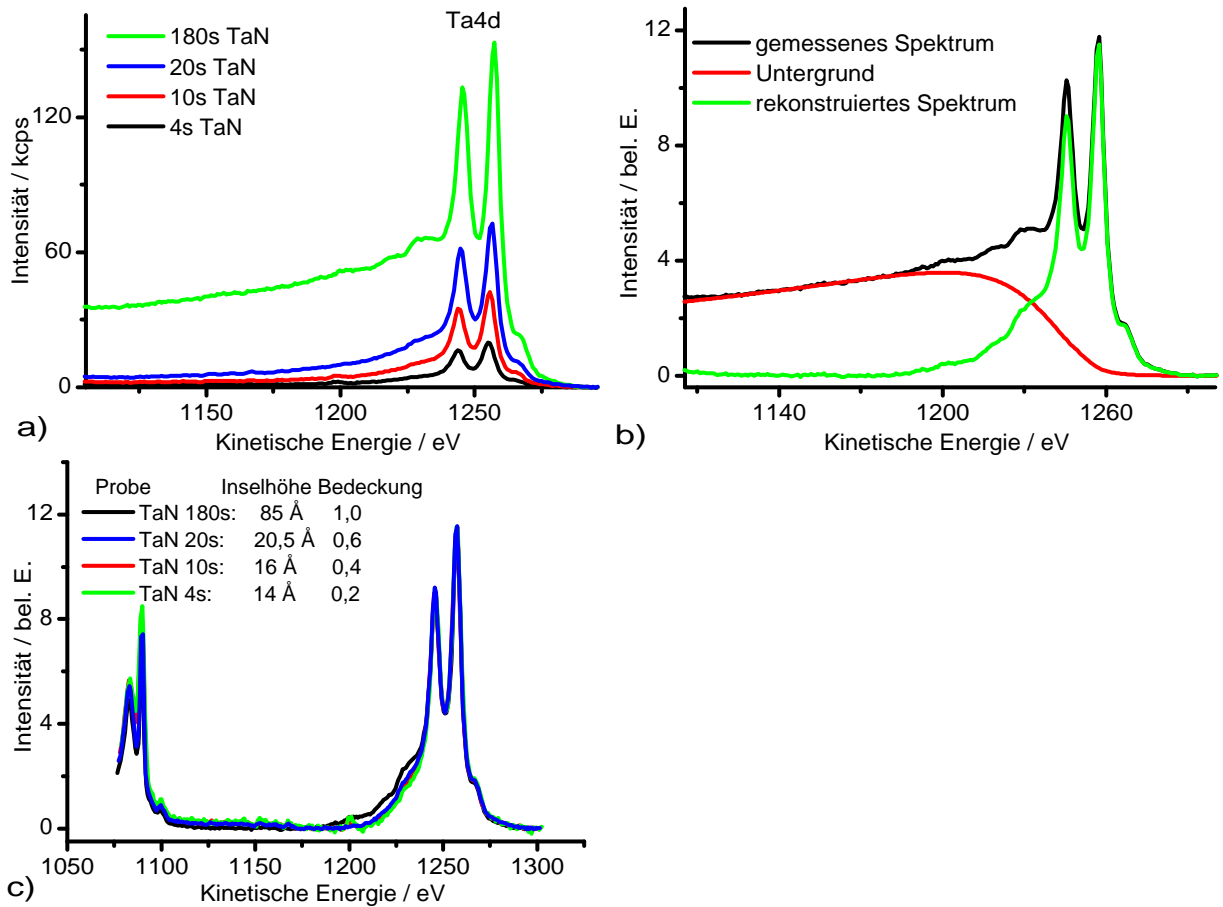 Ta4d
180s TaN
20s TaN
10s TaN
4s TaN
Intensität / kcps
120
60
0
1150
1200
1250
Kinetische Energie / eV
a)
gemessenes Spektrum
Untergrund
rekonstruiertes Spektrum
Intensität / bel. E.
12
8
4
0
1140
1200
1260
Kinetische Energie / eV
b)
Probe Inselhöhe Bedeckung
TaN 180s: 85 Å 1,0
TaN 20s: 20,5 Å 0,6
TaN 10s: 16 Å 0,4
TaN 4s: 14 Å 0,2
Intensität / bel. E.
12
8
4
0
1050
1100
1150
1200
1250
1300
Kinetische Energie / eV
c)